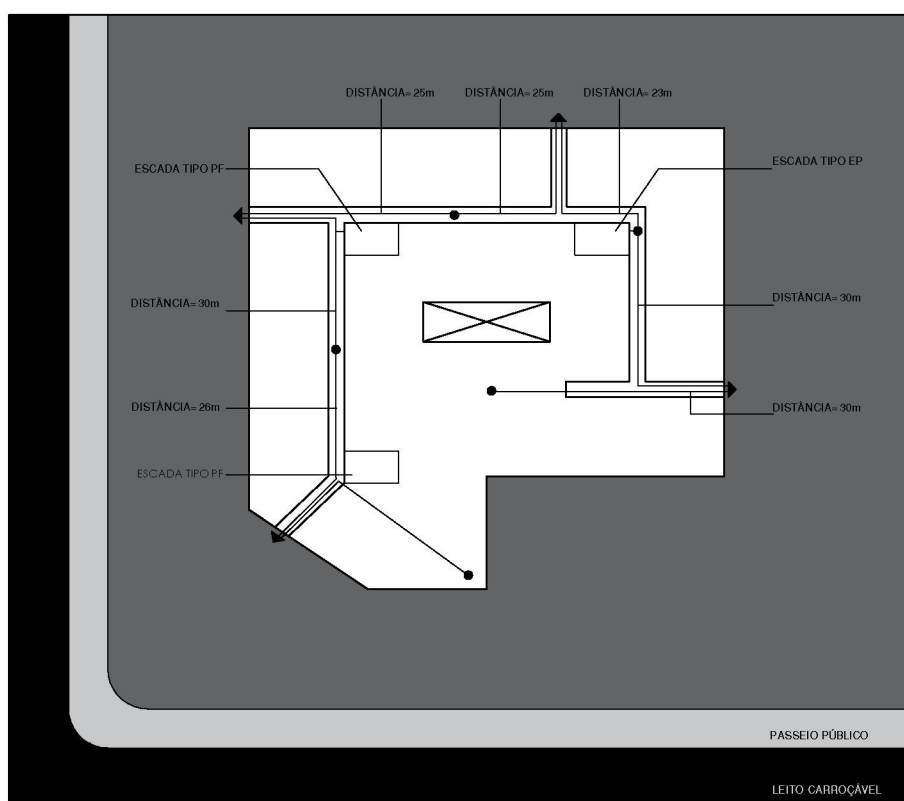 DISTÂNCIA= 25m
DISTÂNCIA= 25m
DISTÂNCIA= 23m
ESCADA TIPO PF
ESCADA TIPO EP
DISTÂNCIA= 30m
DISTÂNCIA= 30m
DISTÂNCIA= 26m
DISTÂNCIA= 30m
ESCADA TIPO PF
PASSEIO PÚBLICO
LEITO CARROÇÁVEL